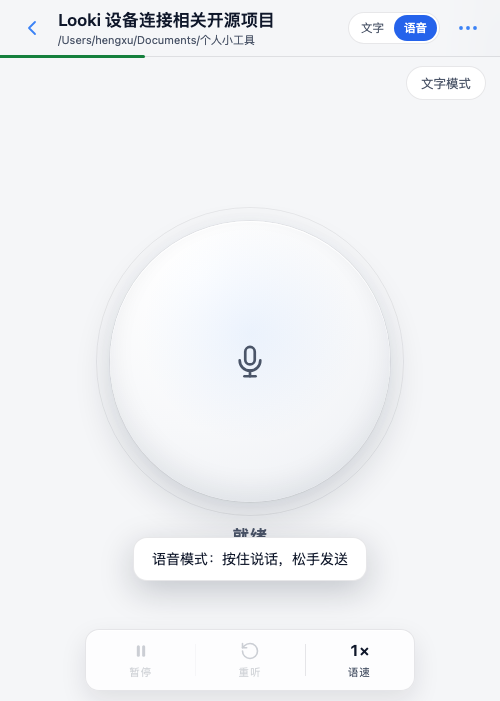 Looki 设备连接相关开源项目
/Users/hengxu/Documents/个人小工具
文字 语音
文字模式
就绪
语音模式：按住说话，松手发送
暂停 重听 1× 语速